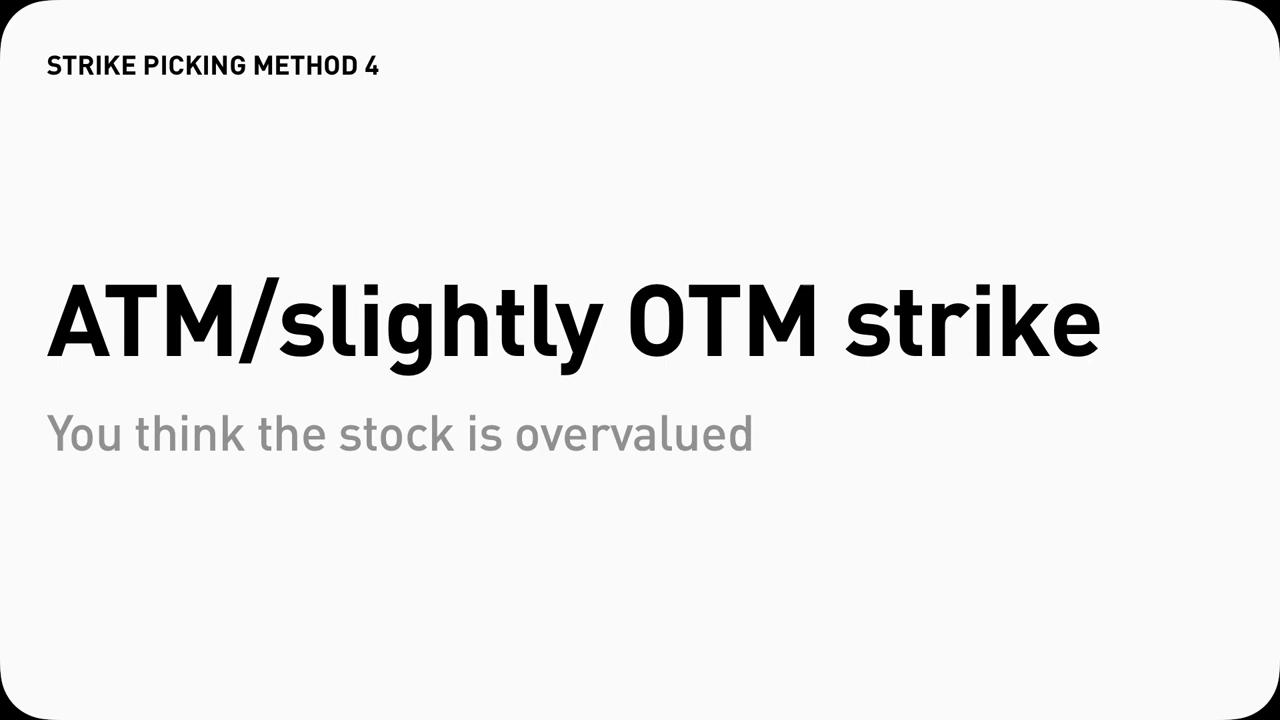 STRIKE PICKING METHOD 4
ATM/slightly OTM strike
You think the stock is overvalued